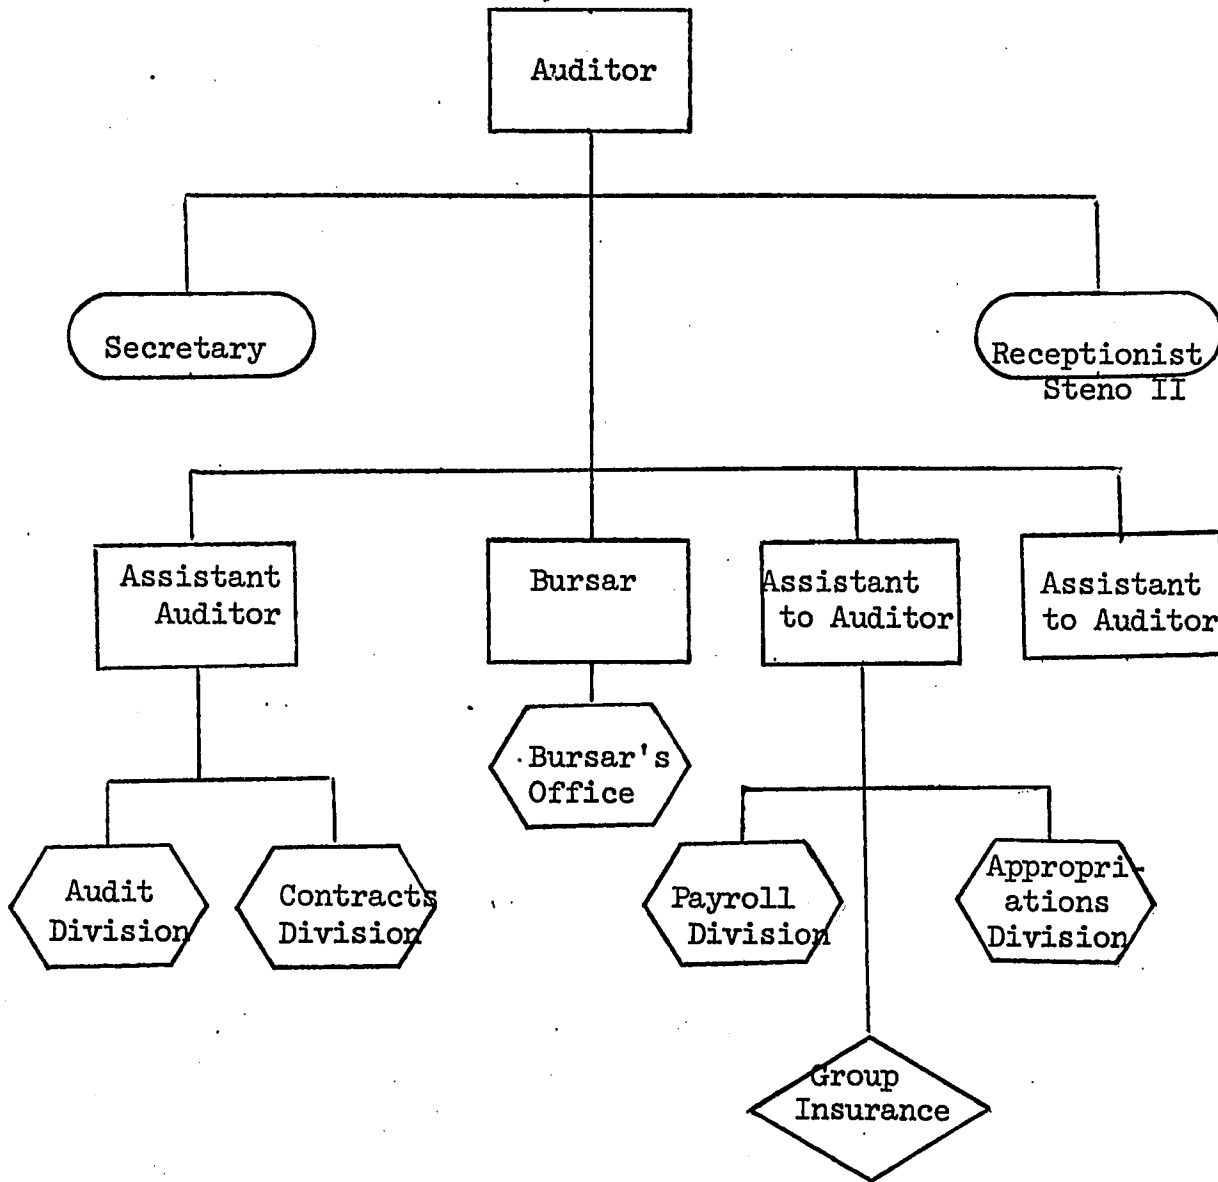 Auditor
Secretary
Receptionist
Steno II
Assistant
Auditor
Bursar
Assistant
to Auditor
Assistant
to Auditor
Bursar's
Office
Audit
Division
Contracts
Division
Payroll
Division
Appropri-
ations
Division
Group
Insurance